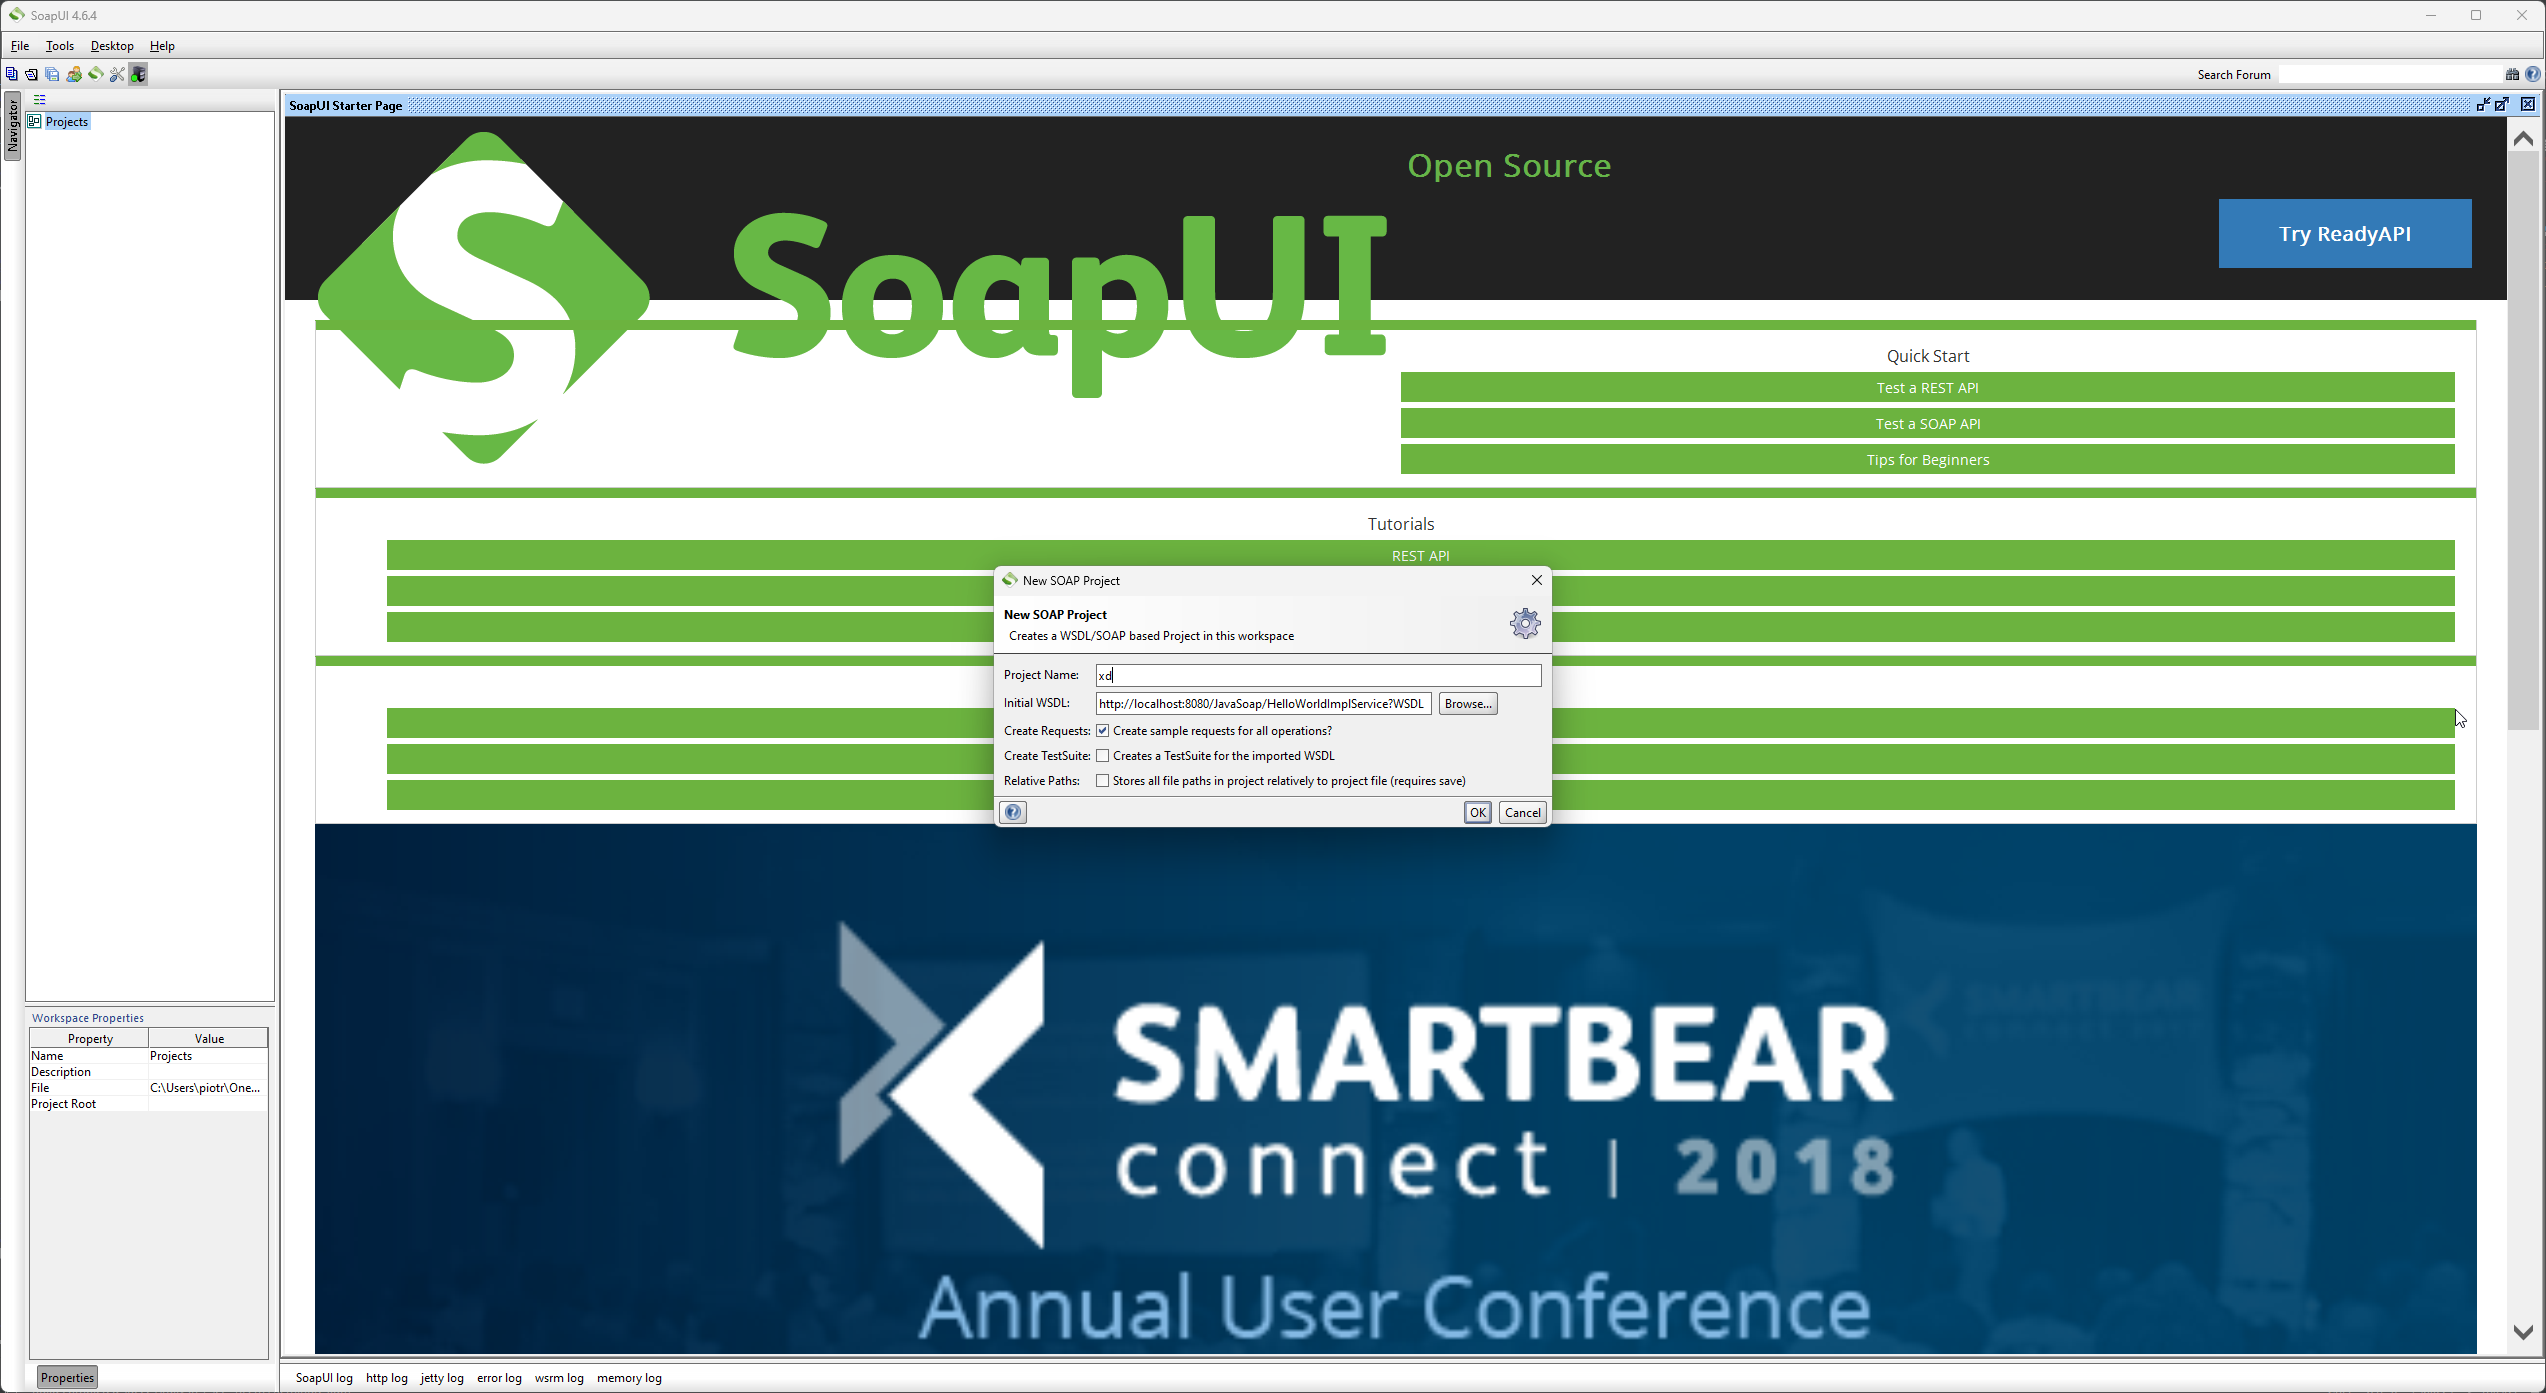 SoapUI 4.6.4
File Tools Desktop Help
Search Forum
Navigator
Projects
SoapUI Starter Page
Open Source
SoapUI
Try ReadyAPI
Quick Start
Test a REST API
Test a SOAP API
Tips for Beginners
Tutorials
REST API
New SOAP Project
New SOAP Project
Creates a WSDL/SOAP based Project in this workspace
Project Name: xd
Initial WSDL: http://localhost:8080/JavaSoap/HelloWorldImplService?WSDL Browse...
Create Requests: Create sample requests for all operations?
Create TestSuite: Creates a TestSuite for the imported WSDL
Relative Paths: Stores all file paths in project relatively to project file (requires save)
OK Cancel
SMARTBEAR
connect | 2018
Annual User Conference
Workspace Properties
Property Value
Name Projects
Description
File C:\Users\piotr\One...
Project Root
Properties
SoapUI log http log jetty log error log wsrm log memory log